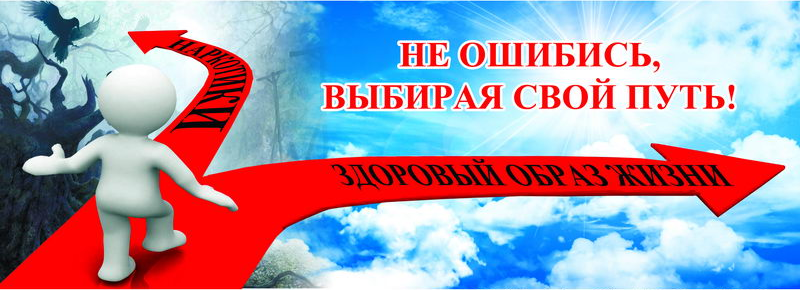 НЕ ОШИБИСЬ,
ВЫБИРАЯ СВОЙ ПУТЬ!
НАРКОТИКИ
ЗДОРОВЫЙ ОБРАЗ ЖИЗНИ